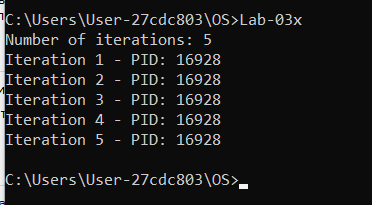 C:\Users\User-27cdc803\OS>Lab-03x
Number of iterations: 5
Iteration 1 - PID: 16928
Iteration 2 - PID: 16928
Iteration 3 - PID: 16928
Iteration 4 - PID: 16928
Iteration 5 - PID: 16928
C:\Users\User-27cdc803\OS>